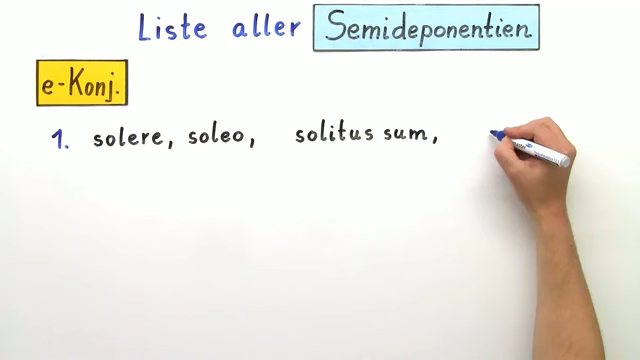 Liste aller Semideponentien
e-Konj.
1. solere, soleo, solitus sum,